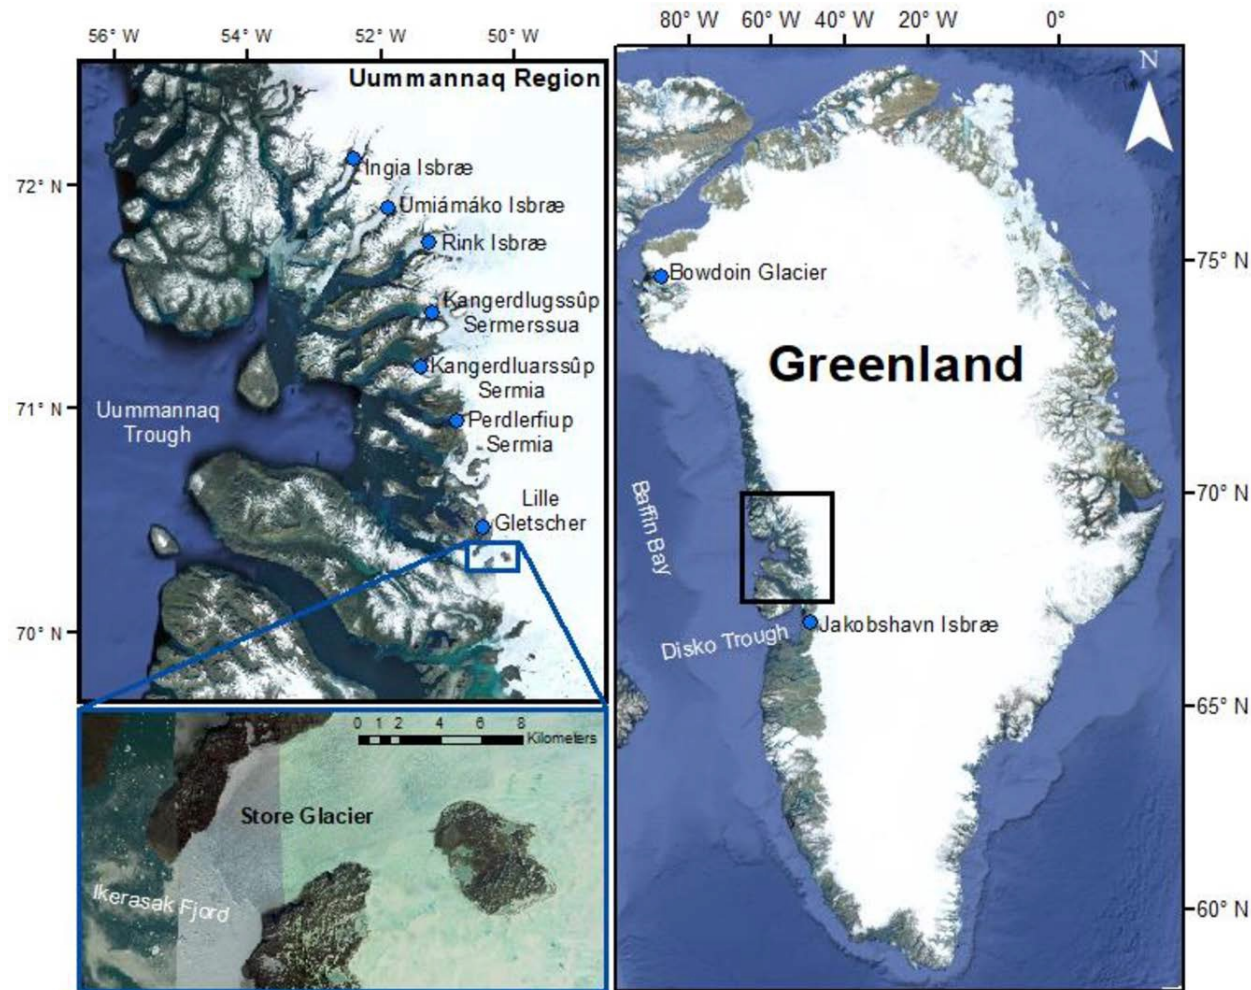 56° W 54° W 52° W 50° W
Uummannaq Region
72° N
71° N
70° N
Ingia Isbræ
Umiámáko Isbræ
Rink Isbræ
Kangerdlugssûp
Sermerssua
Kangerdluarssûp
Sermia
Perdlerfiup
Sermia
Lille
Gletscher
Uummannaq
Trough
0 1 2 4 6 8
Kilometers
Store Glacier
Ikerasak Fjord
80° W 60° W 40° W 20° W 0°
N
75° N
70° N
65° N
60° N
Bowdoin Glacier
Greenland
Baffin Bay
Jakobshavn Isbræ
Disko Trough